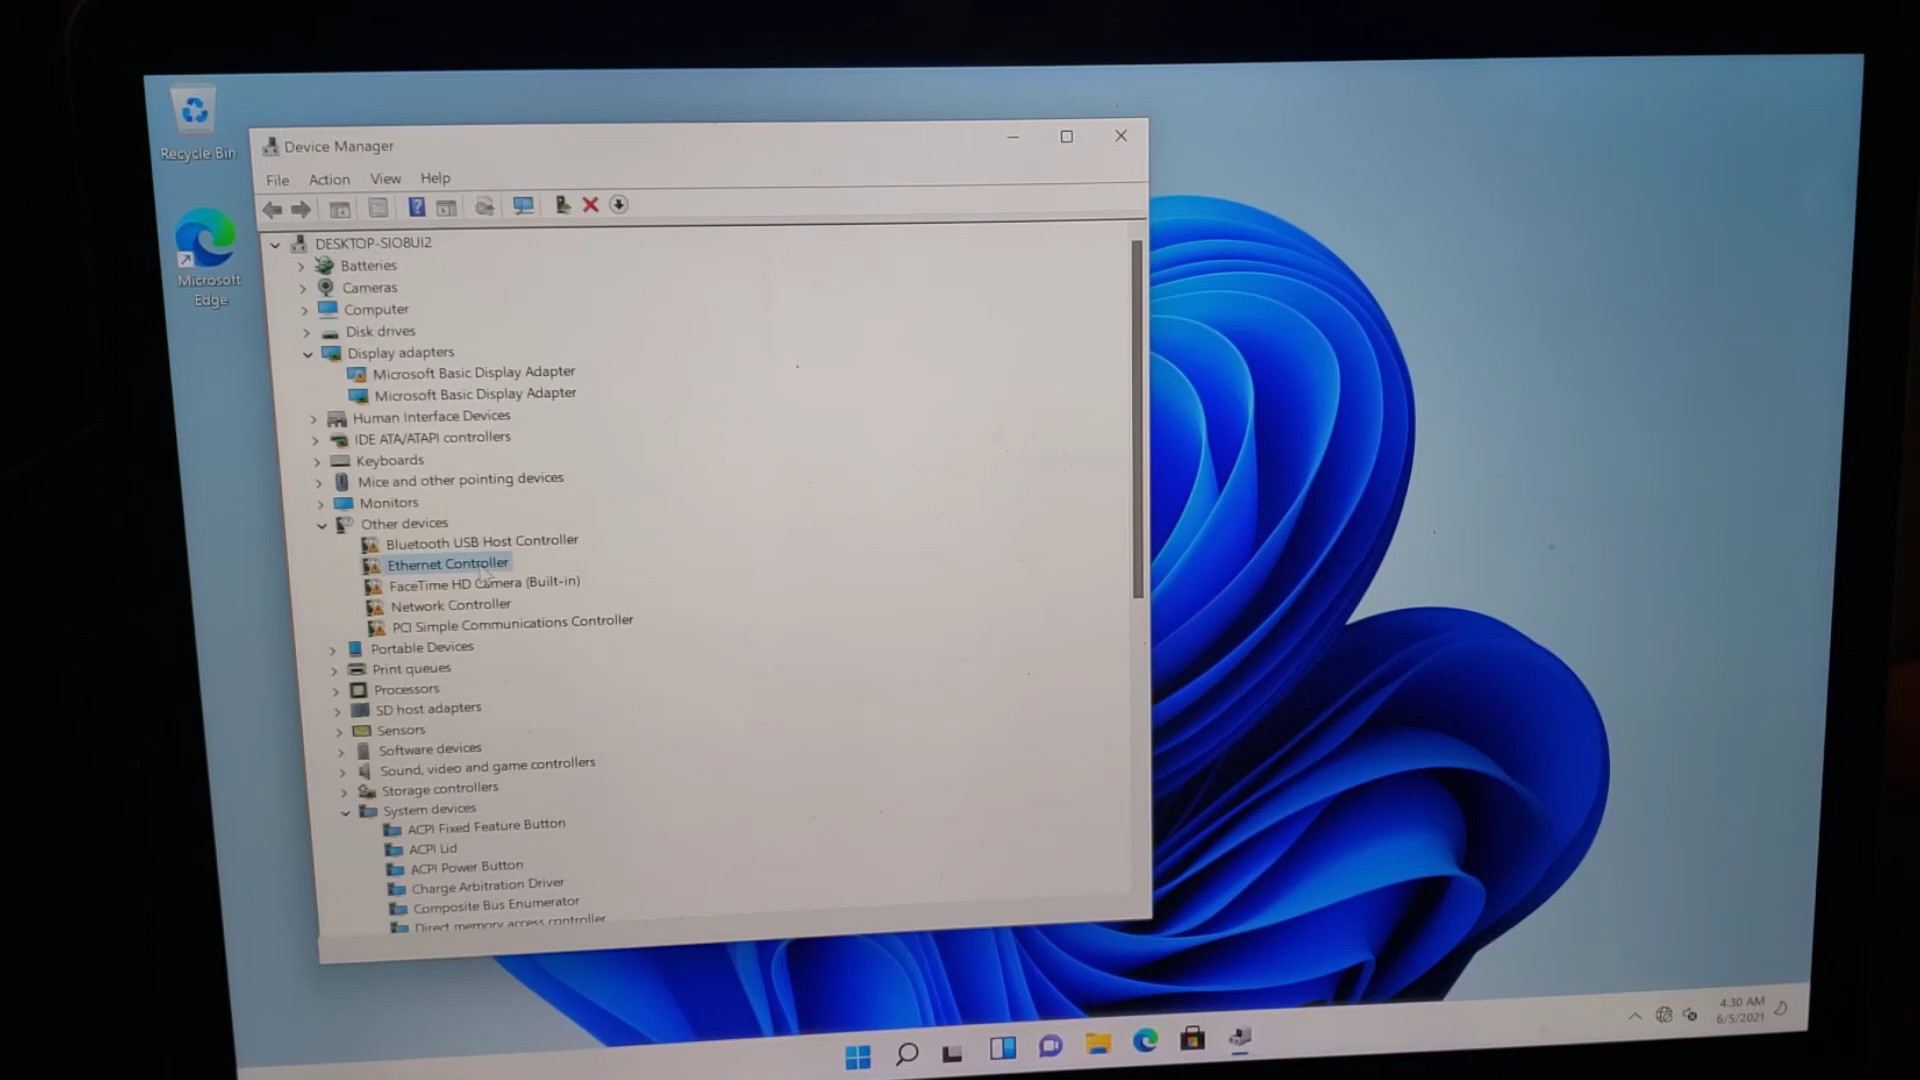 Recycle Bin
Microsoft
Edge
Device Manager
File Action View Help
DESKTOP-SIO8UI2
Batteries
Cameras
Computer
Disk drives
Display adapters
Microsoft Basic Display Adapter
Microsoft Basic Display Adapter
Human Interface Devices
IDE ATA/ATAPI controllers
Keyboards
Mice and other pointing devices
Monitors
Other devices
Bluetooth USB Host Controller
Ethernet Controller
FaceTime HD Camera (Built-in)
Network Controller
PCI Simple Communications Controller
Portable Devices
Print queues
Processors
SD host adapters
Sensors
Software devices
Sound, video and game controllers
Storage controllers
System devices
ACPI Fixed Feature Button
ACPI Lid
ACPI Power Button
Charge Arbitration Driver
Composite Bus Enumerator
Direct memory access controller
4:30 AM
6/5/2021